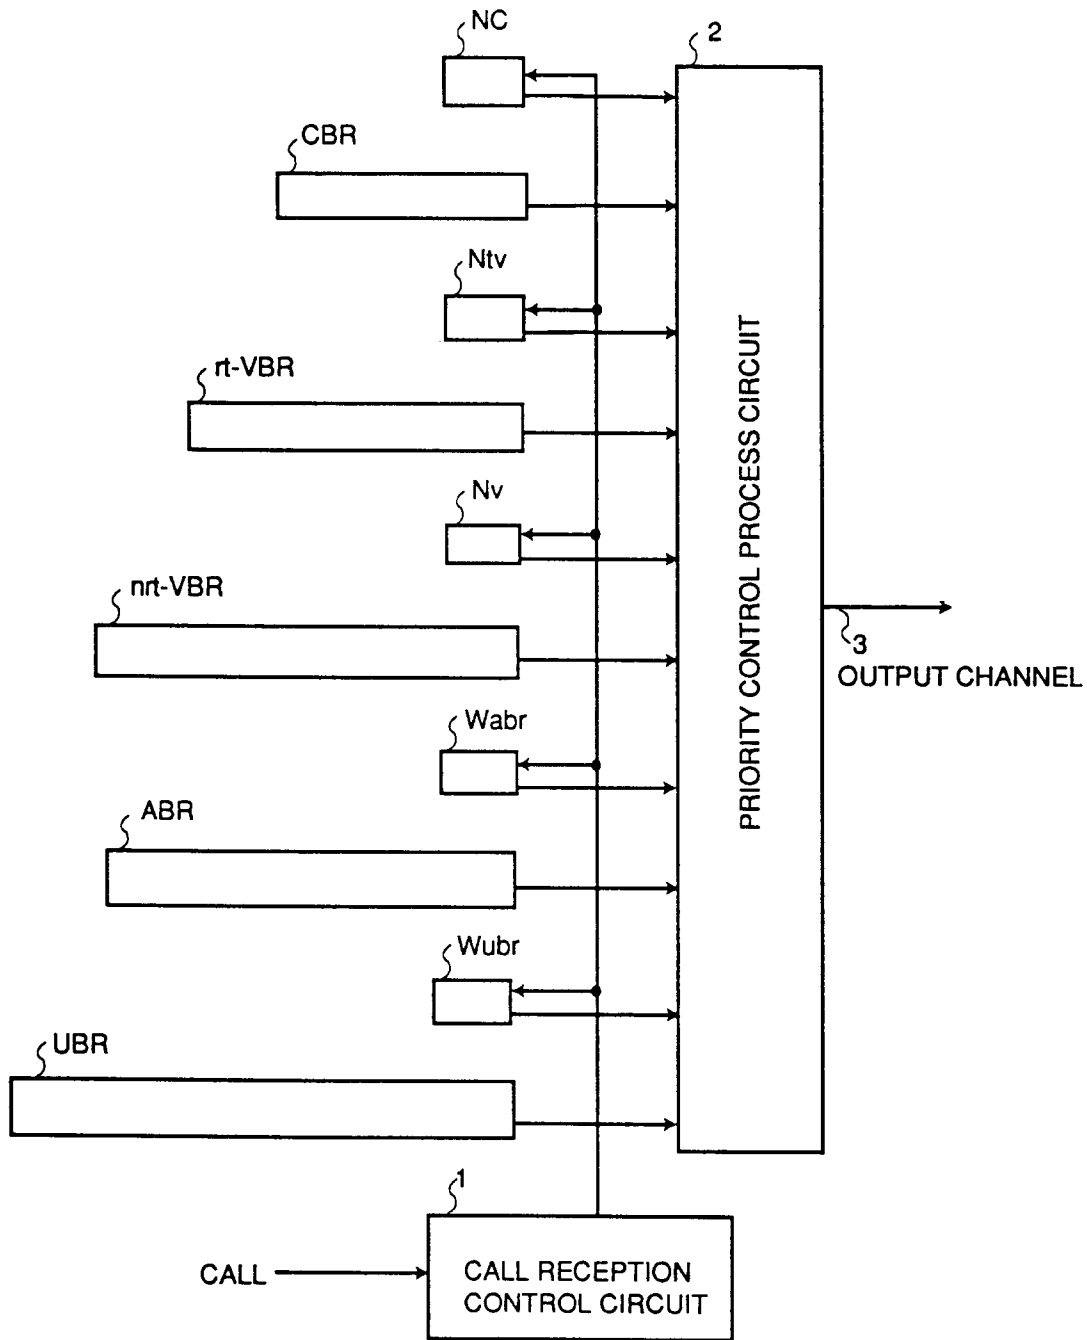 NC
2
CBR
Ntv
rt-VBR
Nv
nrt-VBR
PRIORITY CONTROL PROCESS CIRCUIT
3
OUTPUT CHANNEL
Wabr
ABR
Wubr
UBR
1
CALL
CALL RECEPTION
CONTROL CIRCUIT